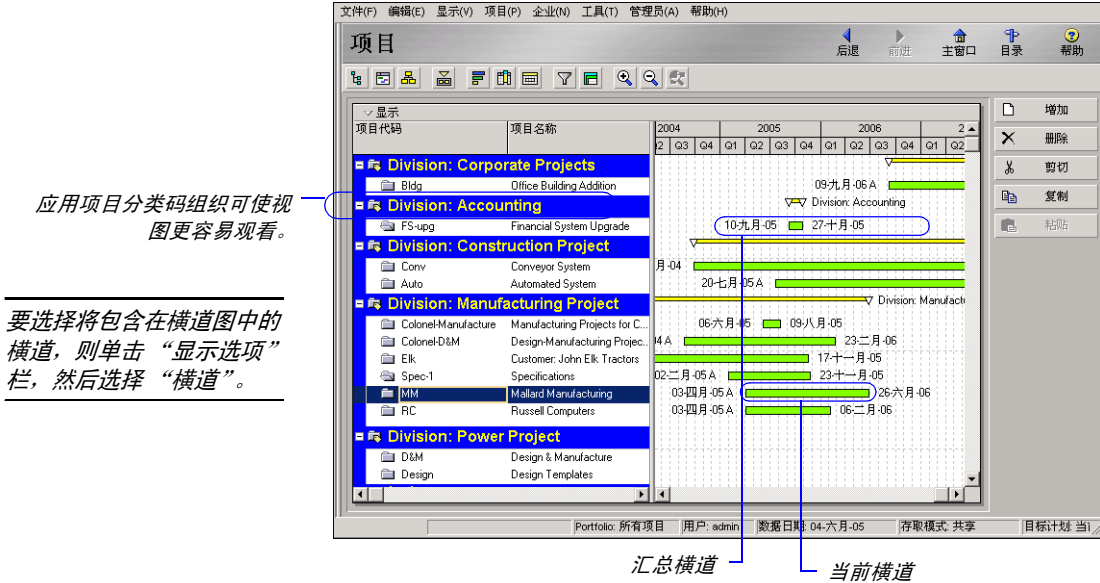 文件(F) 编辑(E) 显示(V) 项目(P) 企业(N) 工具(T) 管理员(A) 帮助(H)
项目
后退 前进 主窗口 目录 帮助
显示
项目代码 项目名称
2004 2005 2006 2
Q3 Q4 Q1 Q2 Q3 Q4 Q1 Q2 Q3 Q4 Q1 Q2
增加
删除
剪切
复制
粘贴
Division: Corporate Projects
Bldg Office Building Addition 09-九月-06 A
Division: Accounting Division: Accounting
FS-upg Financial System Upgrade 10-九月-05 27-十月-05
Division: Construction Project
Conv Conveyor System 月-04
Auto Automated System 20-七月-05 A
Division: Manufacturing Project Division: Manufact
Colonel-Manufacture Manufacturing Projects for C... 06-六月-05 09-八月-05
Colonel-D&M Design-Manufacturing Projec... 04 A 23-二月-06
Elk Customer: John Elk Tractors 17-十一月-05
Spec-1 Specifications 02-二月-05 A 23-十一月-05
MM Mallard Manufacturing 03-四月-05 A 26-六月-06
RC Russell Computers 03-四月-05 A 06-二月-06
Division: Power Project
D&M Design & Manufacture
Design Design Templates
Portfolio: 所有项目 用户: admin 数据日期: 04-六月-05 存取模式: 共享 目标计划: 当前
应用项目分类码组织可使视
图更容易观看。
要选择将包含在横道图中的
横道，则单击 “显示选项”
栏，然后选择 “横道”。
汇总横道
当前横道